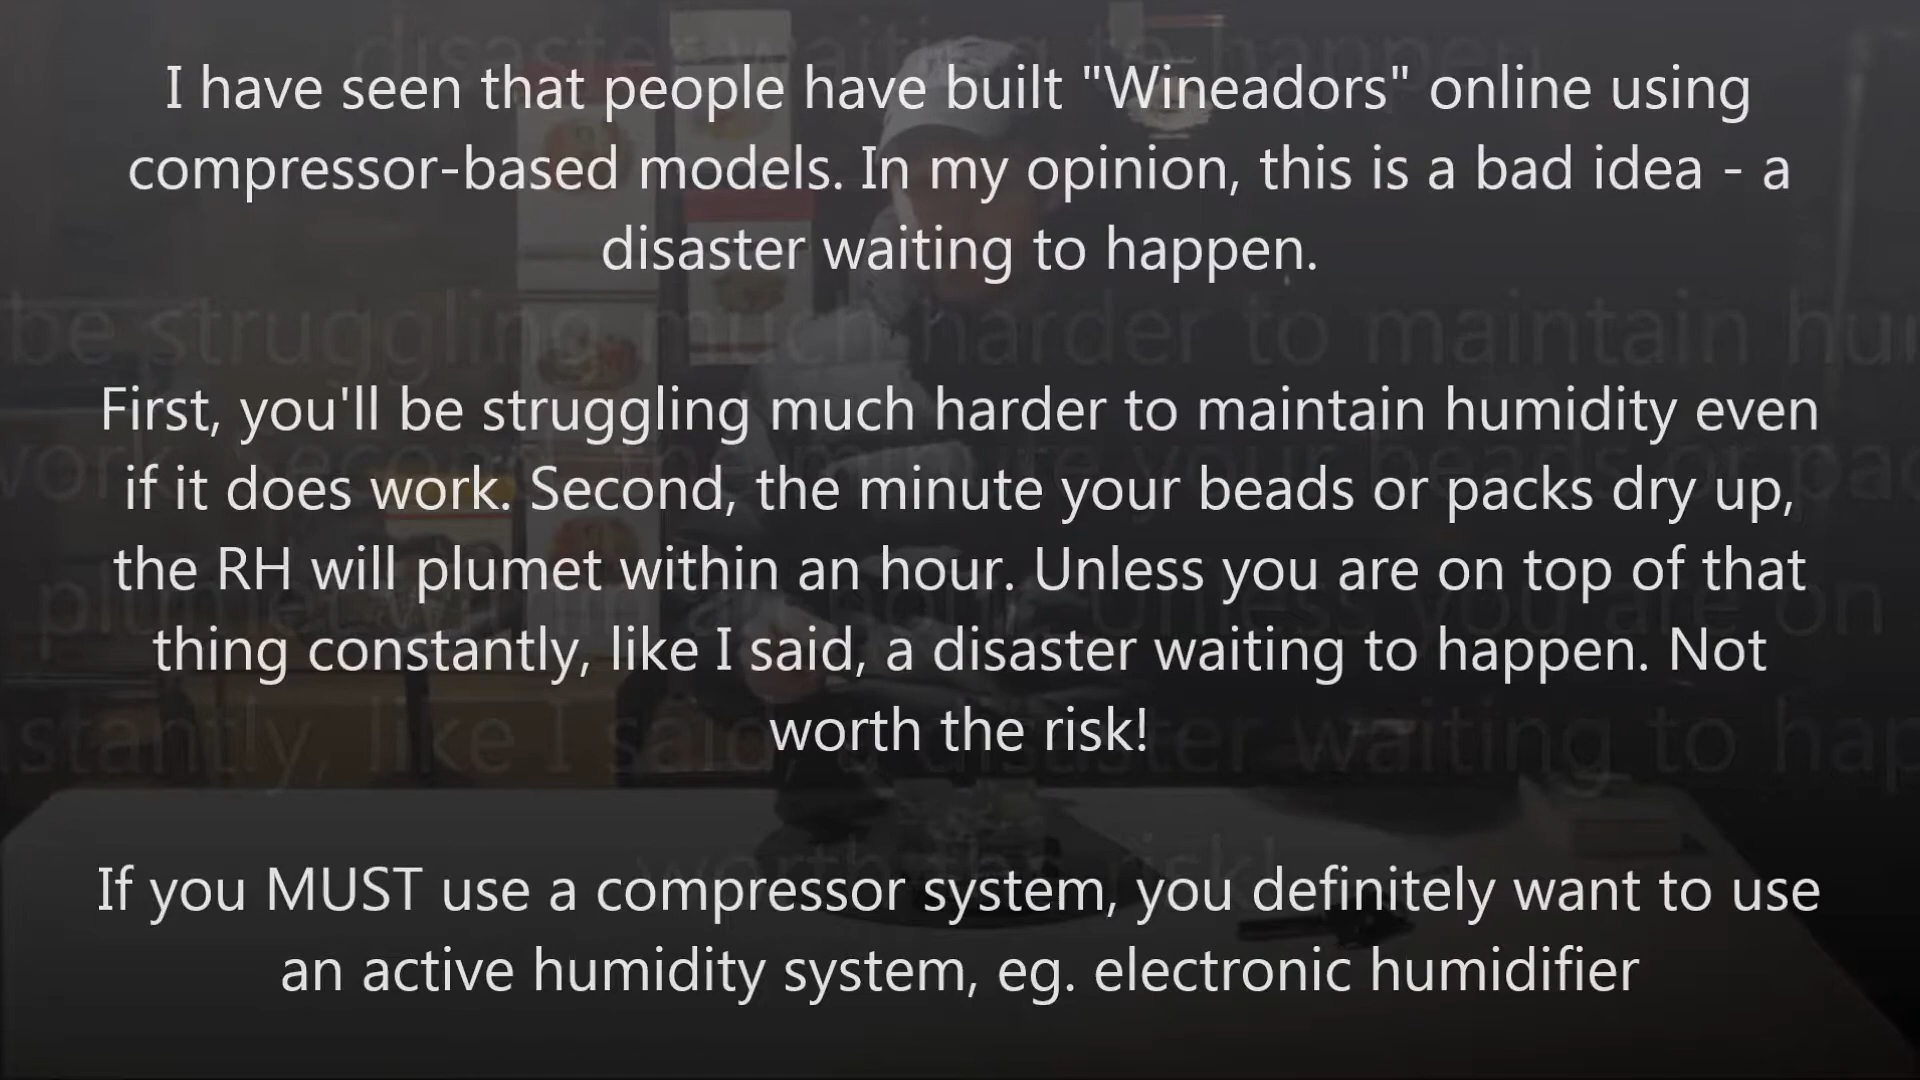 I have seen that people have built "Wineadors" online using
compressor-based models. In my opinion, this is a bad idea - a
disaster waiting to happen.
First, you'll be struggling much harder to maintain humidity even
if it does work. Second, the minute your beads or packs dry up,
the RH will plumet within an hour. Unless you are on top of that
thing constantly, like I said, a disaster waiting to happen. Not
worth the risk!
If you MUST use a compressor system, you definitely want to use
an active humidity system, eg. electronic humidifier